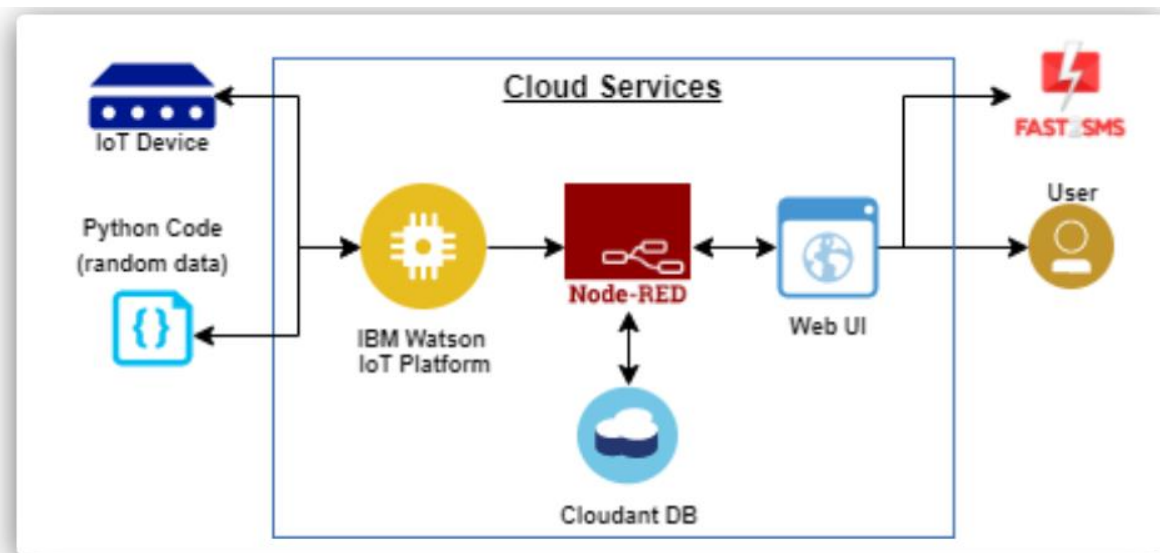 Cloud Services
IoT Device
Python Code
(random data)
IBM Watson
IoT Platform
Node-RED
Cloudant DB
Web UI
FAST2SMS
User